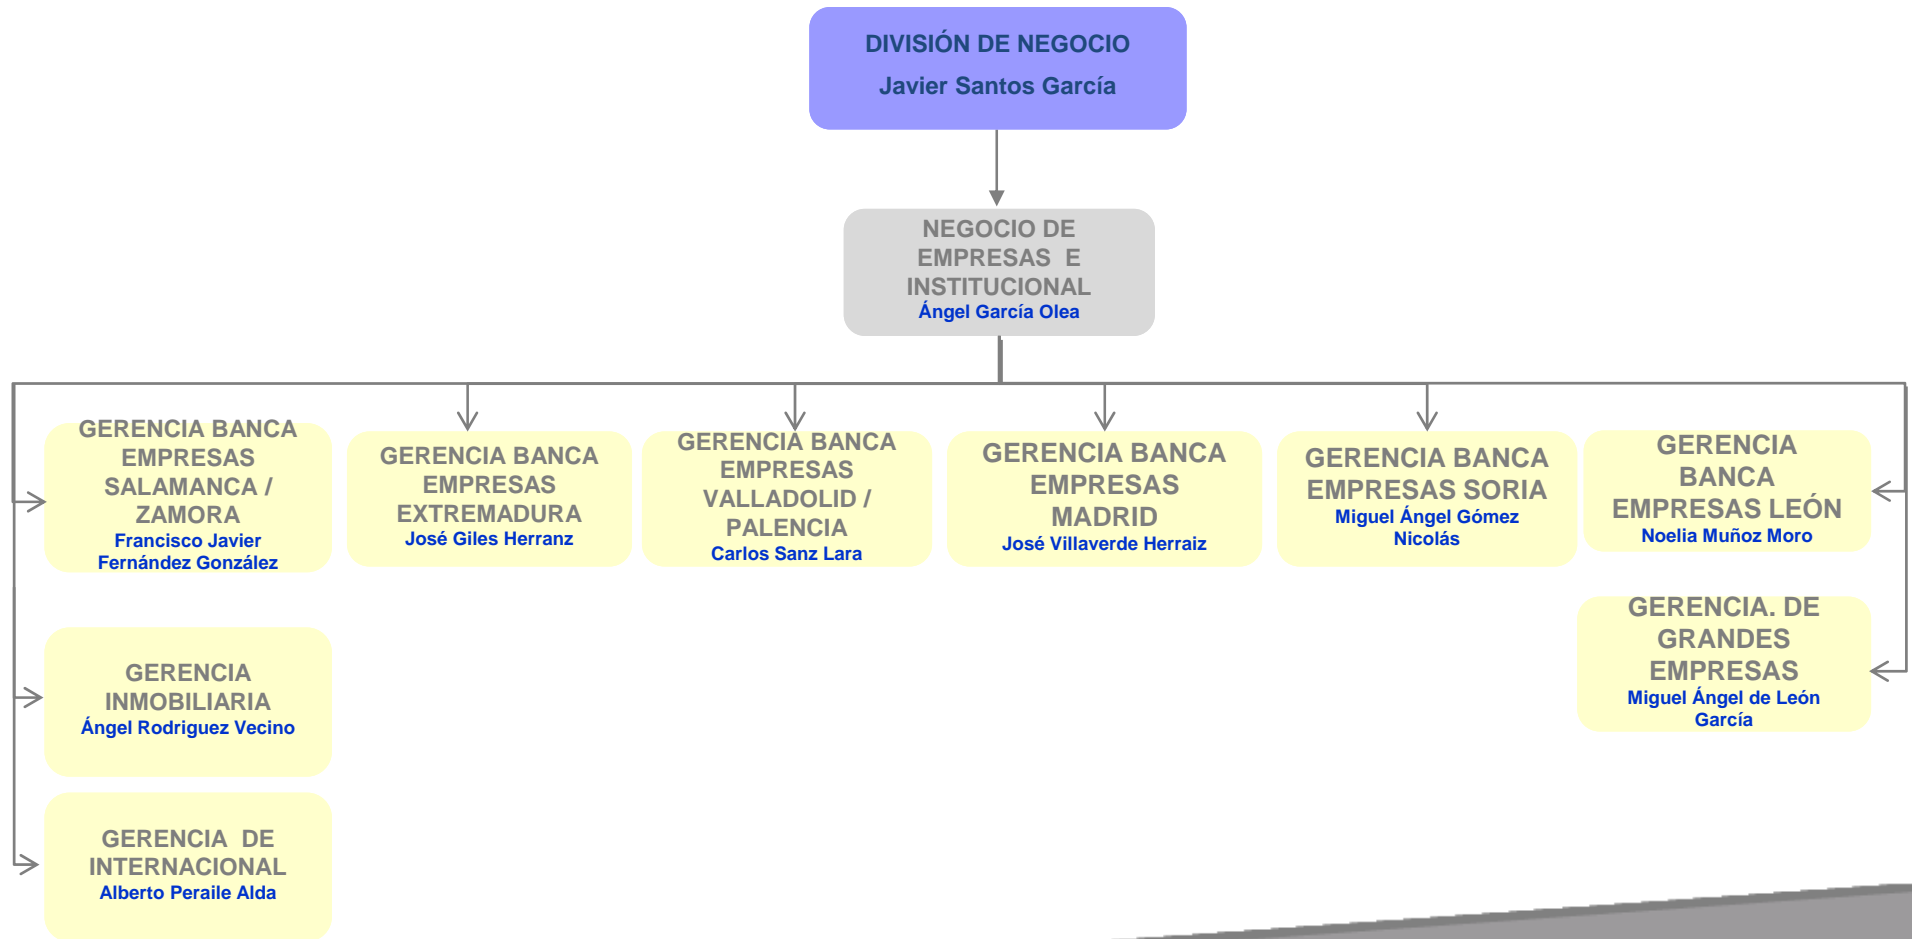 DIVISIÓN DE NEGOCIO
Javier Santos García
NEGOCIO DE
EMPRESAS E
INSTITUCIONAL
Ángel García Olea
GERENCIA BANCA
EMPRESAS
SALAMANCA /
ZAMORA
Francisco Javier
Fernández González
GERENCIA BANCA
EMPRESAS
EXTREMADURA
José Giles Herranz
GERENCIA BANCA
EMPRESAS
VALLADOLID /
PALENCIA
Carlos Sanz Lara
GERENCIA BANCA
EMPRESAS
MADRID
José Villaverde Herraiz
GERENCIA BANCA
EMPRESAS SORIA
Miguel Ángel Gómez
Nicolás
GERENCIA
BANCA
EMPRESAS LEÓN
Noelia Muñoz Moro
GERENCIA INMOBILIARIA
Ángel Rodriguez Vecino
GERENCIA. DE
GRANDES
EMPRESAS
Miguel Ángel de León
García
GERENCIA DE
INTERNACIONAL
Alberto Peraile Alda